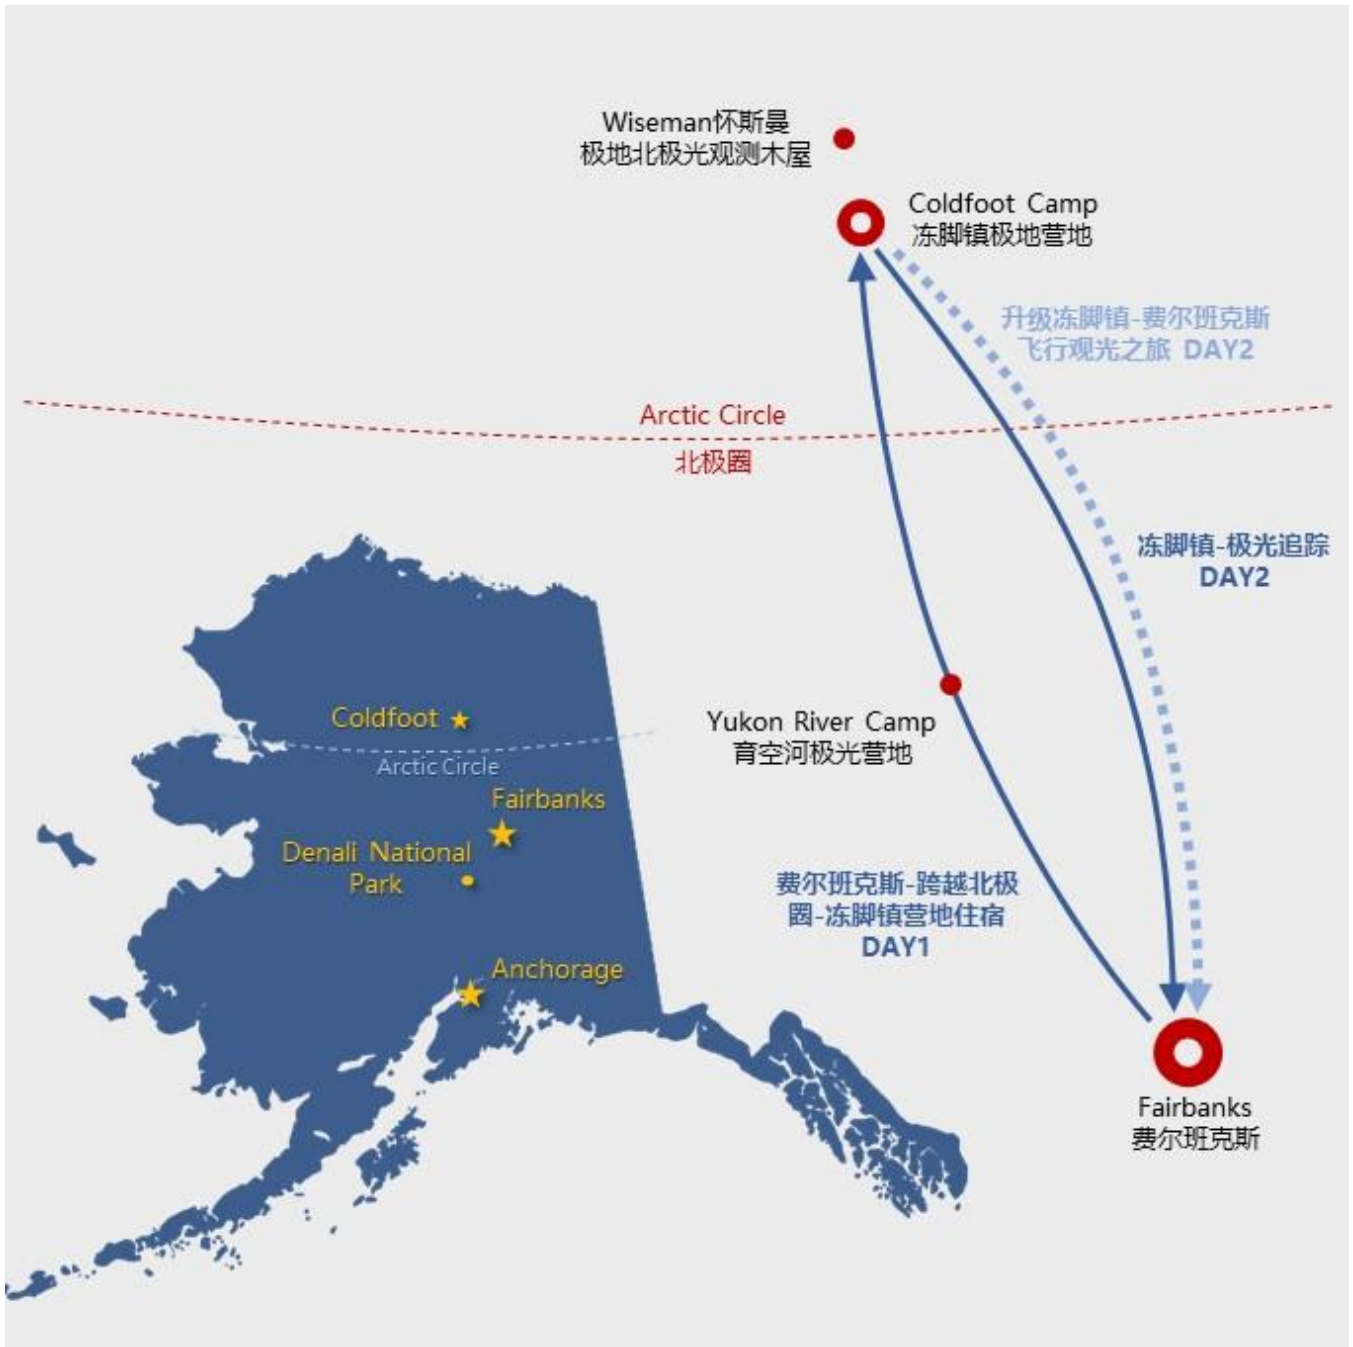 Wiseman怀斯曼
极地北极光观测木屋
Coldfoot Camp
冻脚镇极地营地
升级冻脚镇-费尔班克斯
飞行观光之旅 DAY2
Arctic Circle
北极圈
冻脚镇-极光追踪
DAY2
Coldfoot
Arctic Circle
Fairbanks
Denali National
Park
Anchorage
Yukon River Camp
育空河极光营地
费尔班克斯-跨越北极
圈-冻脚镇营地住宿
DAY1
Fairbanks
费尔班克斯